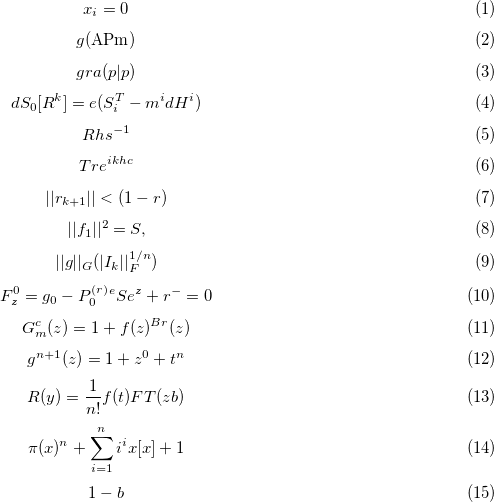 x_i = 0 (1)
g(APm) (2)
gra(p|p) (3)
dS_0[R^k] = e(S_i^T − m^i dH^i) (4)
Rhs^{−1} (5)
Tre^{ikhc} (6)
||r_{k+1}|| < (1 − r) (7)
||f_1||^2 = S, (8)
||g||_G(|I_k||_F^{1/n}) (9)
F_z^0 = g_0 − P_0^{(r)e} Se^z + r^− = 0 (10)
G_m^c(z) = 1 + f(z)^{Br}(z) (11)
g^{n+1}(z) = 1 + z^0 + t^n (12)
R(y) = \frac{1}{n!} f(t)FT(zb) (13)
π(x)^n + \sum_{i=1}^{n} i^i x[x] + 1 (14)
1 − b (15)